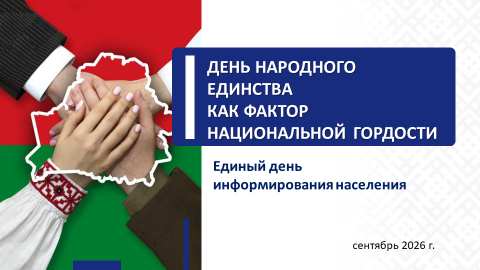 ДЕНЬ НАРОДНОГО
ЕДИНСТВА
КАК ФАКТОР
НАЦИОНАЛЬНОЙ ГОРДОСТИ
Единый день
информирования населения
сентябрь 2026 г.